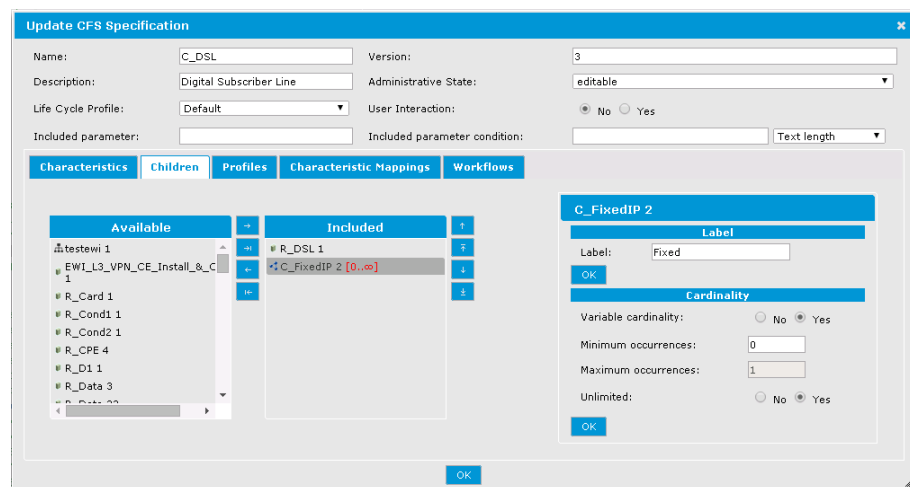 Update CFS Specification
Name: C_DSL Version: 3
Description: Digital Subscriber Line Administrative State: editable
Life Cycle Profile: Default User Interaction: No Yes
Included parameter: Included parameter condition: Text length
Characteristics Children Profiles Characteristic Mappings Workflows
Available
testewi 1
EWI_L3_VPN_CE_Install_&_C
1
R_Card 1
R_Cond1 1
R_Cond2 1
R_CPE 4
R_D1 1
R_Data 3
Included
R_DSL 1
C_FixedIP 2 [0..∞]
C_FixedIP 2
Label
Label: Fixed
OK
Cardinality
Variable cardinality: No Yes
Minimum occurrences: 0
Maximum occurrences: 1
Unlimited: No Yes
OK
OK